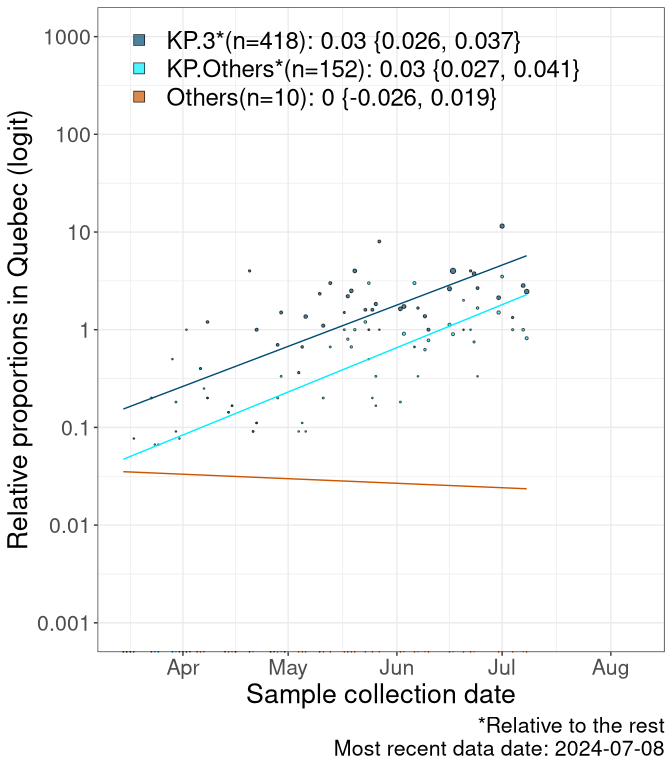 KP.3*(n=418): 0.03 {0.026, 0.037}
KP.Others*(n=152): 0.03 {0.027, 0.041}
Others(n=10): 0 {-0.026, 0.019}
Relative proportions in Quebec (logit)
1000
100
10
1
0.1
0.01
0.001
Apr May Jun Jul Aug
Sample collection date
*Relative to the rest
Most recent data date: 2024-07-08